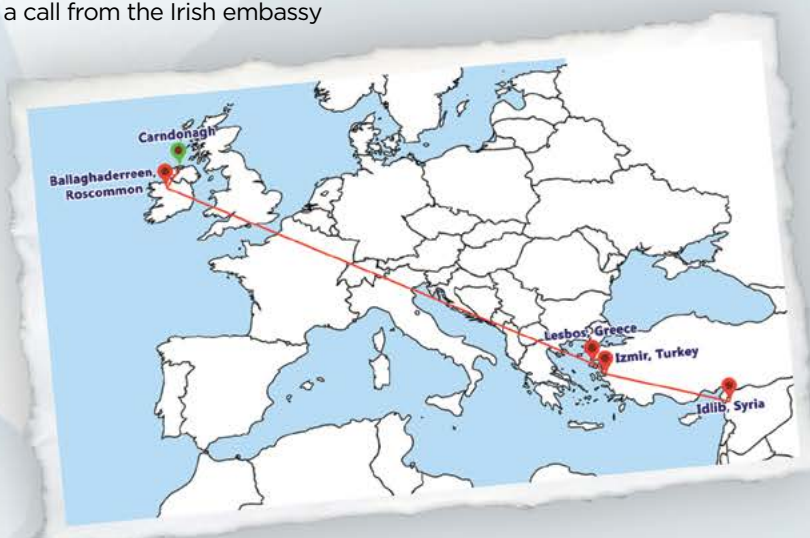 a call from the Irish embassy
Carndonagh
Ballaghaderreen,
Roscommon
Lesbos, Greece
Izmir, Turkey
Idlib, Syria